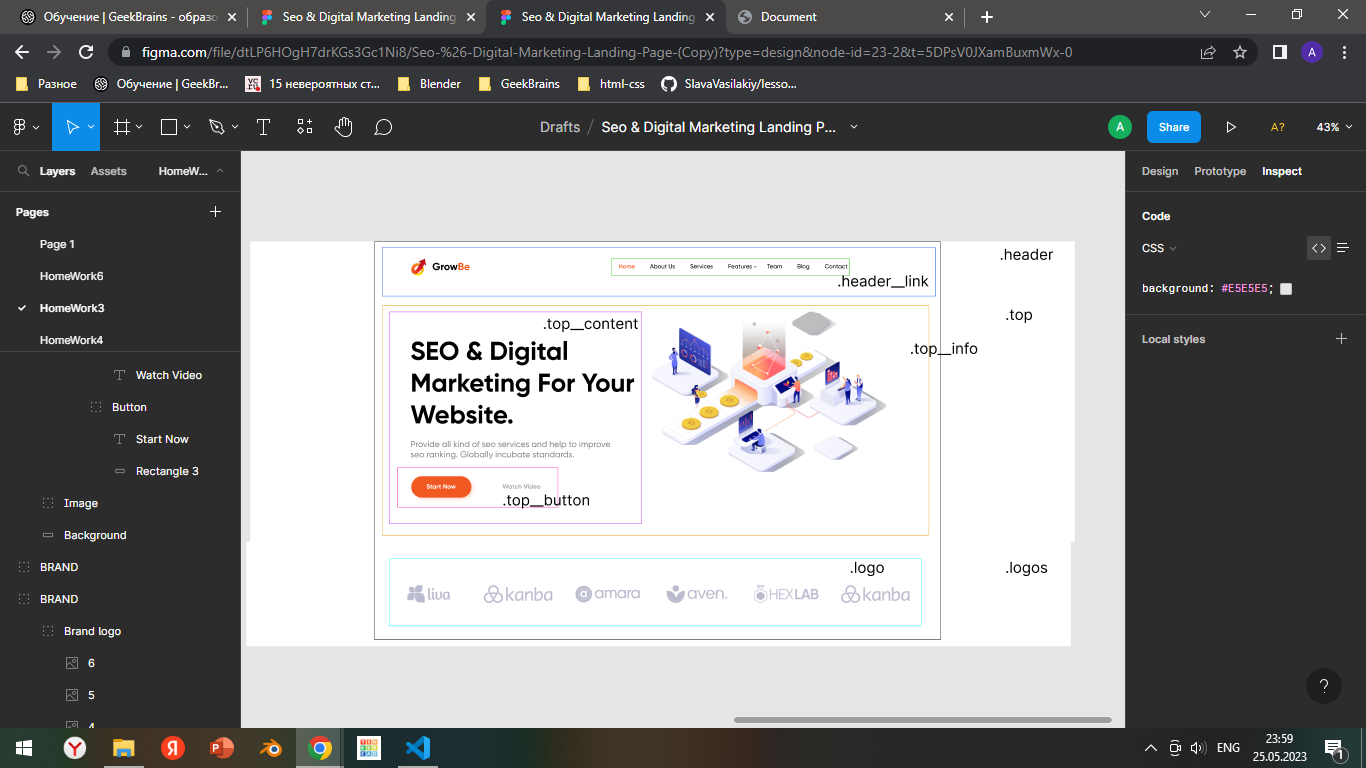 Обучение | GeekBrains - образо
Seo & Digital Marketing Landing
Seo & Digital Marketing Landing
Document
figma.com/file/dtLP6HOgH7drKGs3Gc1Ni8/Seo-%26-Digital-Marketing-Landing-Page-(Copy)?type=design&node-id=23-2&t=5DPsV0JXamBuxmWx-0
A
Разное
Обучение | GeekBr...
15 невероятных ст...
Blender
GeekBrains
html-css
SlavaVasilakiy/lesso...
Drafts / Seo & Digital Marketing Landing P...
A
Share
A?
43%
Layers
Assets
HomeW...
Pages
Page 1
HomeWork6
HomeWork3
HomeWork4
Watch Video
Button
Start Now
Rectangle 3
Image
Background
BRAND
BRAND
Brand logo
6
5
4
GrowBe
Home
About Us
Services
Features
Team
Blog
Contact
.header
.header__link
.top__content
.top
.top__info
SEO & Digital
Marketing For Your
Website.
Provide all kind of seo services and help to improve
seo ranking. Globally incubate standards.
Start Now
Watch Video
.top__button
.logo
.logos
liva
kanba
amara
aven.
HEXLAB
kanba
Design
Prototype
Inspect
Code
CSS
background: #E5E5E5;
Local styles
?
ENG
23:59
25.05.2023
1